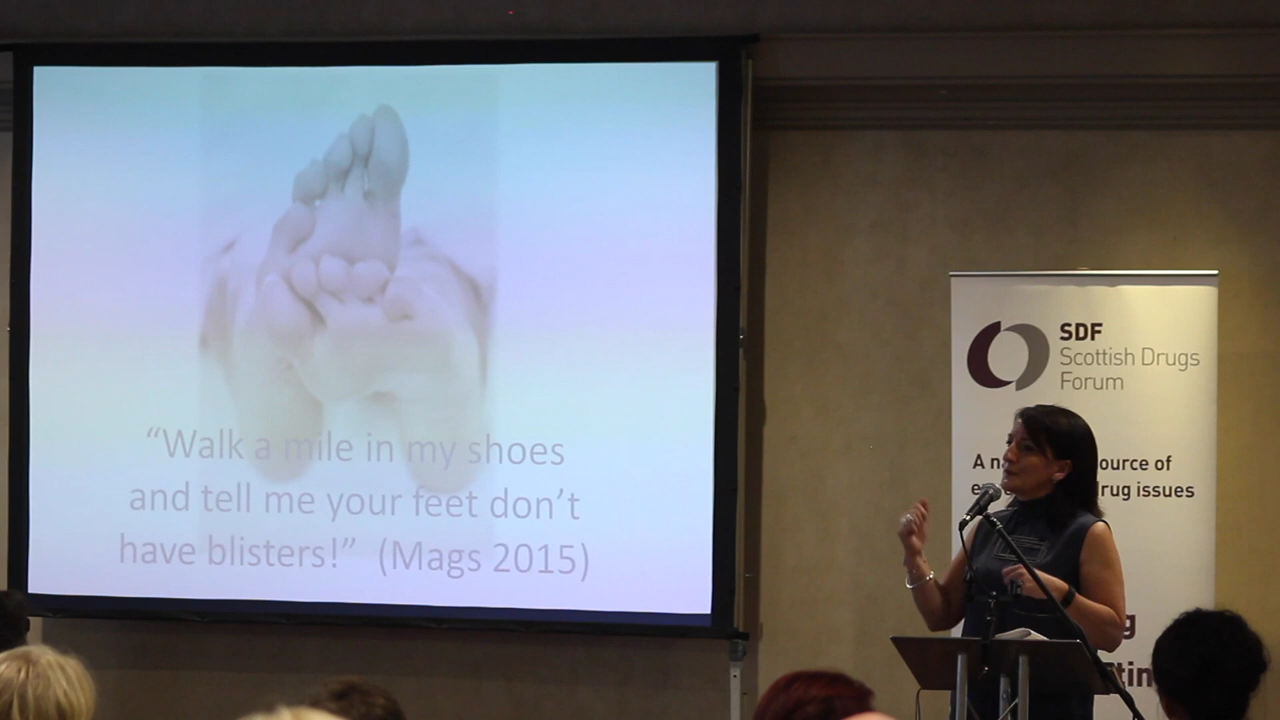 “Walk a mile in my shoes
and tell me your feet don’t
have blisters!” (Mags 2015)
SDF
Scottish Drugs
Forum
A ource of
rug issues